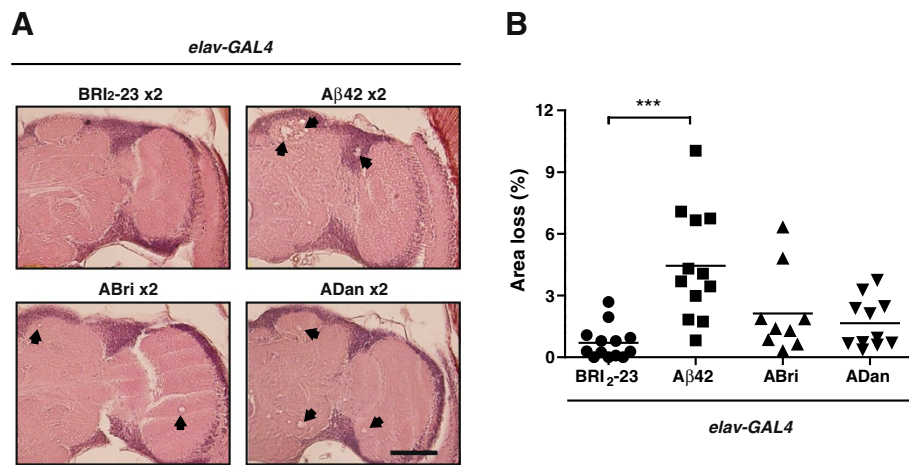 A
elav-GAL4
BRI₂-23 x2
Aβ42 x2
ABri x2
ADan x2
B
***
12
9
6
3
0
Area loss (%)
BRI₂-23
Aβ42
ABri
ADan
elav-GAL4